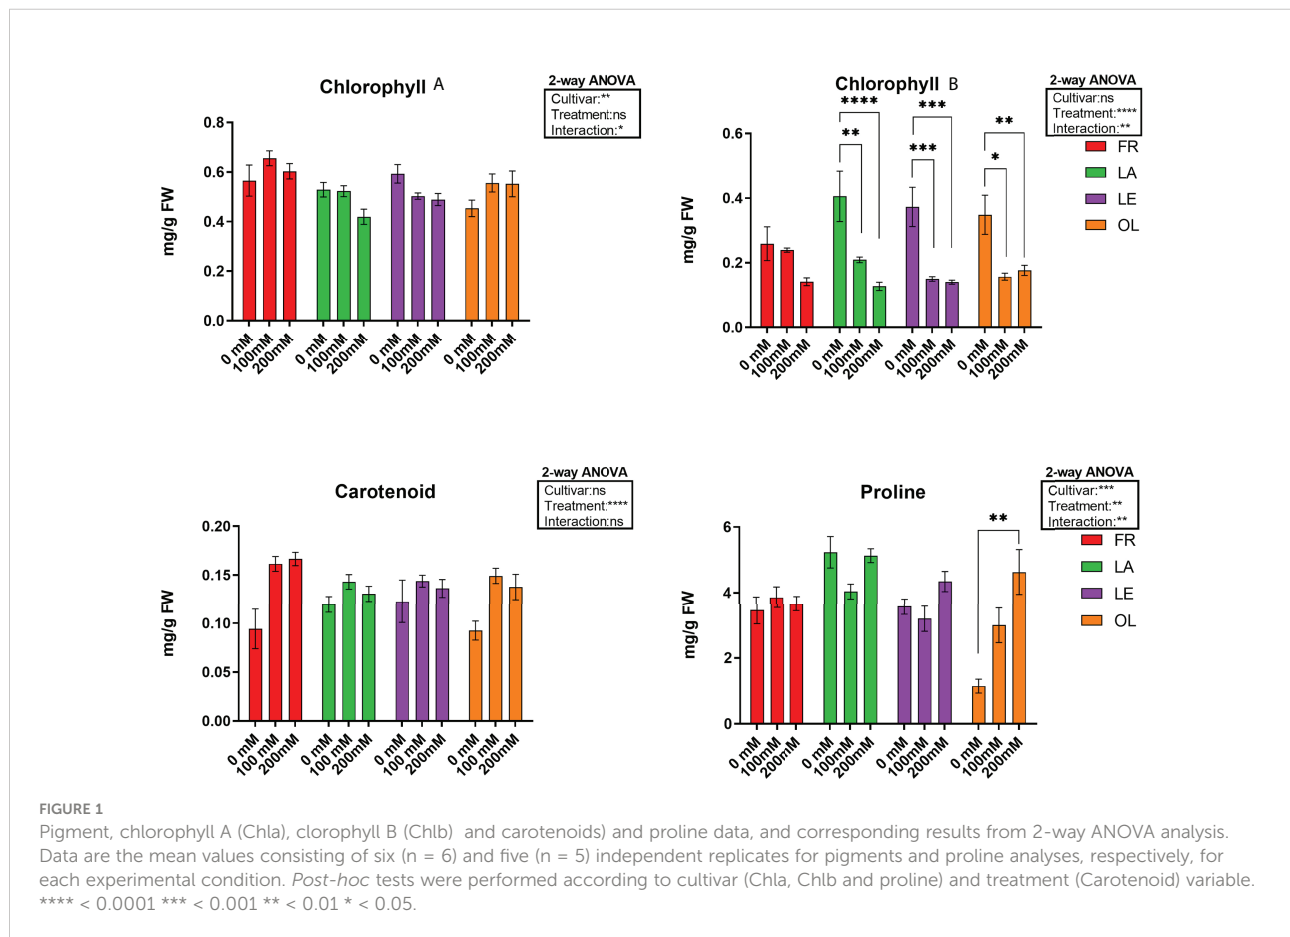 Chlorophyll A
2-way ANOVA
Cultivar:**
Treatment:ns
Interaction:*
mg/g FW
0.8
0.6
0.4
0.2
0.0
0 mM
100mM
200mM
0 mM
100mM
200mM
0 mM
100mM
200mM
0 mM
100mM
200mM
Chlorophyll B
2-way ANOVA
Cultivar:ns
Treatment:****
Interaction:**
mg/g FW
0.6
0.4
0.2
0.0
****
**
***
***
**
*
0 mM
100mM
200mM
0 mM
100mM
200mM
0 mM
100mM
200mM
0 mM
100mM
200mM
FR
LA
LE
OL
Carotenoid
2-way ANOVA
Cultivar:ns
Treatment:****
Interaction:ns
mg/g FW
0.20
0.15
0.10
0.05
0.00
0 mM
100 mM
200mM
0 mM
100 mM
200mM
0 mM
100 mM
200mM
0 mM
100 mM
200mM
Proline
2-way ANOVA
Cultivar:***
Treatment:**
Interaction:**
mg/g FW
6
4
2
0
**
0 mM
100mM
200mM
0 mM
100mM
200mM
0 mM
100mM
200mM
0 mM
100mM
200mM
FR
LA
LE
OL
FIGURE 1
Pigment, chlorophyll A (Chla), clorophyll B (Chlb) and carotenoids) and proline data, and corresponding results from 2-way ANOVA analysis.
Data are the mean values consisting of six (n = 6) and five (n = 5) independent replicates for pigments and proline analyses, respectively, for
each experimental condition. Post-hoc tests were performed according to cultivar (Chla, Chlb and proline) and treatment (Carotenoid) variable.
**** < 0.0001 *** < 0.001 ** < 0.01 * < 0.05.